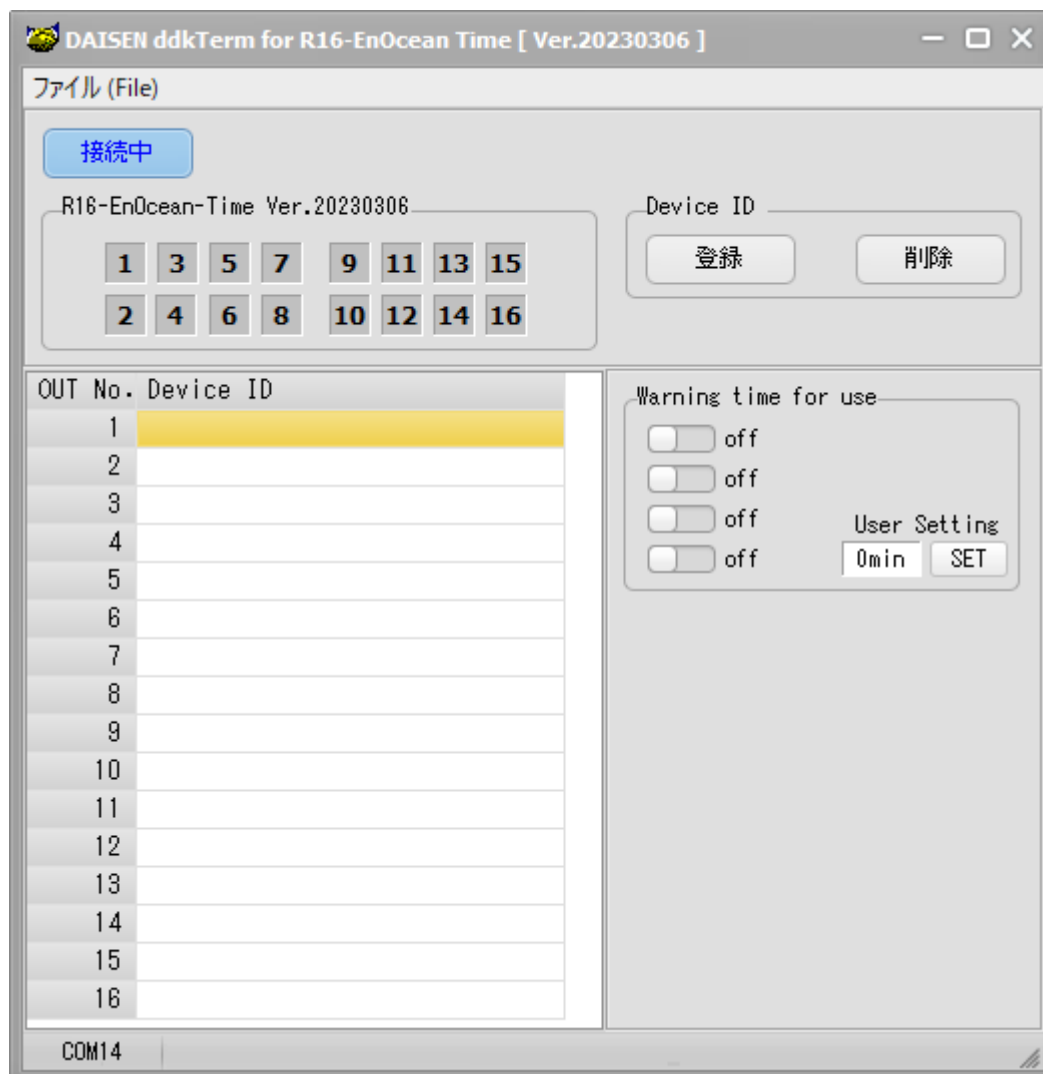 DAISEN ddkTerm for R16-EnOcean Time [ Ver.20230306 ]
ファイル (File)
接続中
R16-EnOcean-Time Ver.20230306
1 3 5 7 9 11 13 15
2 4 6 8 10 12 14 16
Device ID
登録 削除
OUT No. Device ID
1
2
3
4
5
6
7
8
9
10
11
12
13
14
15
16
Warning time for use
off
off
off
User Setting
off
0min SET
COM14